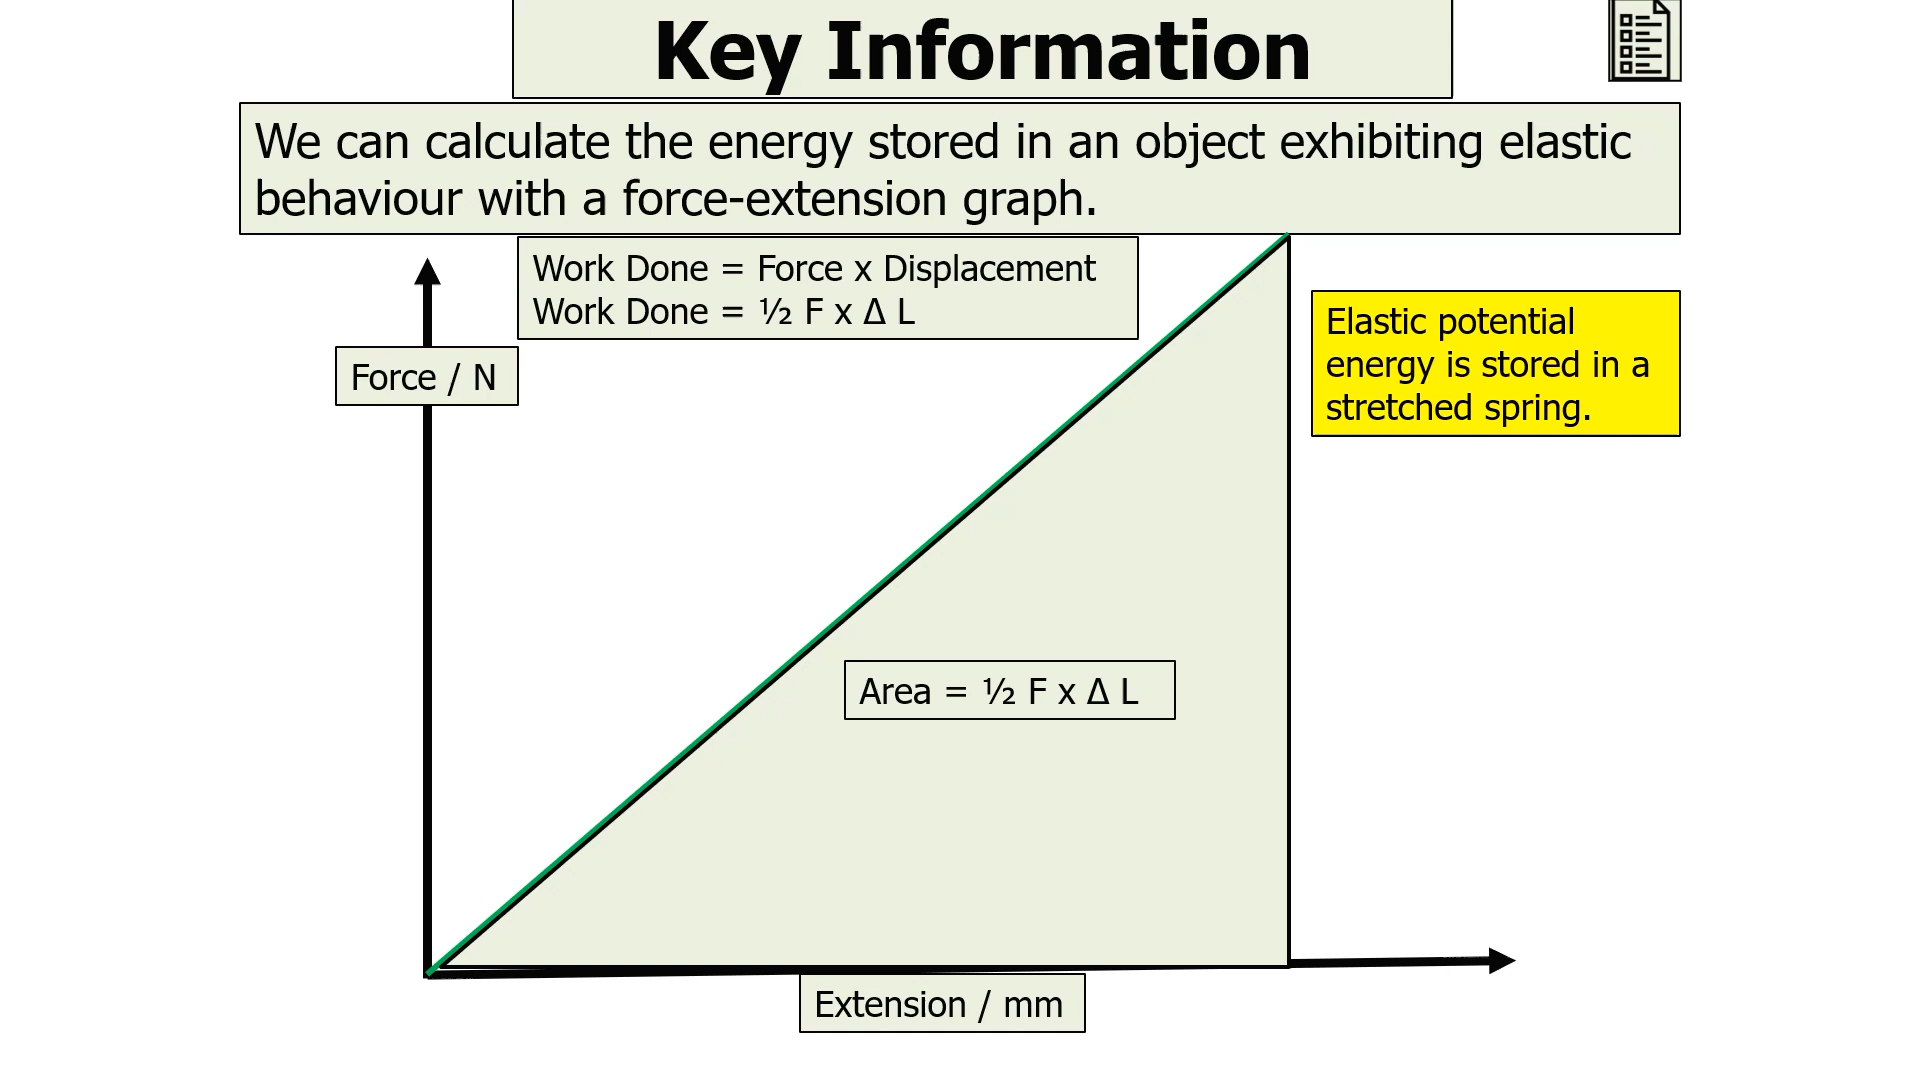 Key Information
We can calculate the energy stored in an object exhibiting elastic
behaviour with a force-extension graph.
Work Done = Force x Displacement
Work Done = ½ F x Δ L
Force / N
Elastic potential
energy is stored in a
stretched spring.
Area = ½ F x Δ L
Extension / mm